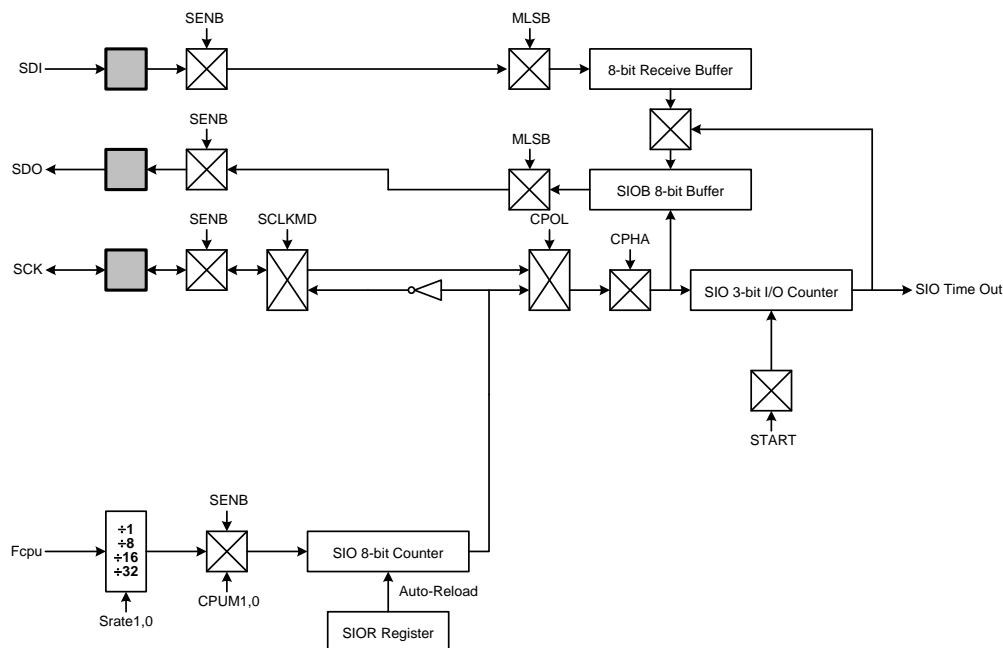 SENB
MLSB
SDI
8-bit Receive Buffer
SENB
MLSB
SDO
SIOB 8-bit Buffer
SENB
SCLKMD
CPOL
CPHA
SCK
SIO 3-bit I/O Counter
SIO Time Out
START
SENB
Fcpu
÷1
÷8
÷16
÷32
SIO 8-bit Counter
Auto-Reload
CPUM1,0
Srate1,0
SIOR Register